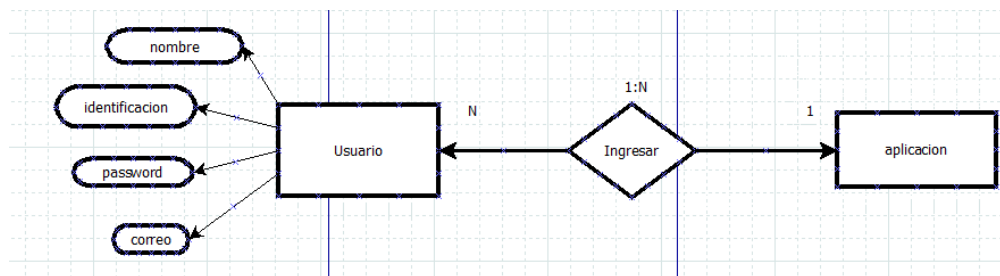 nombre
identificacion
password
correo
Usuario
N
1:N
Ingresar
1
aplicacion